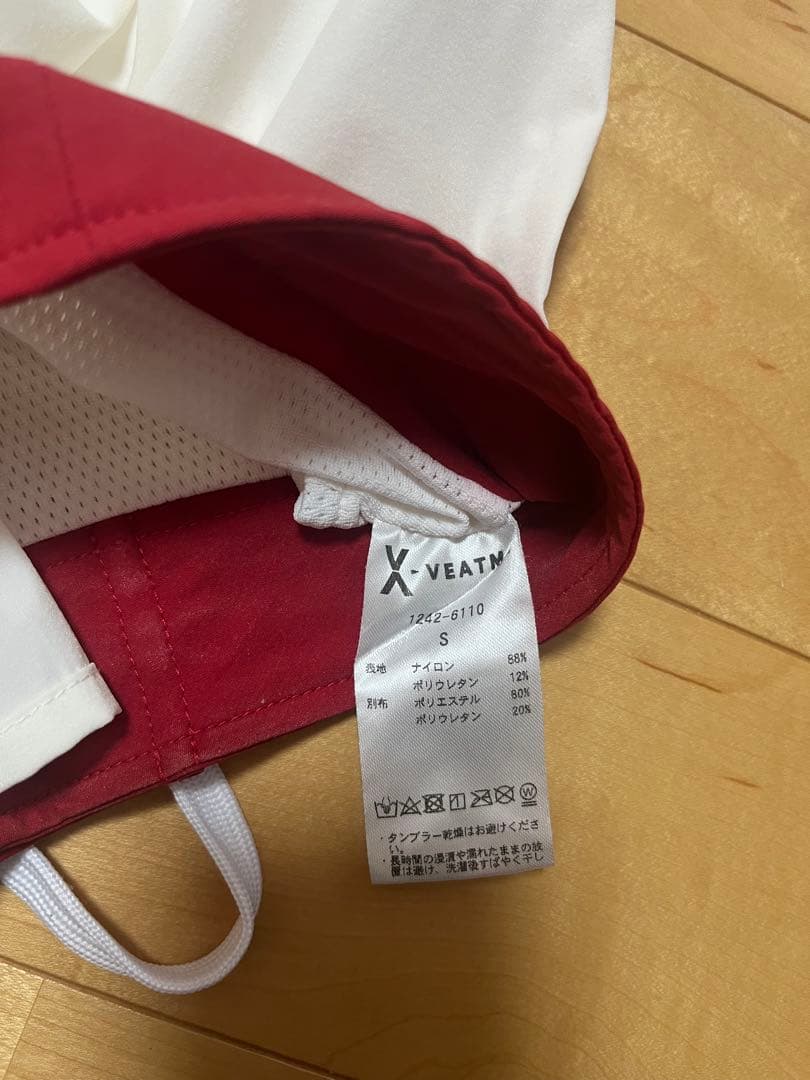 X-VEATM
1242-6110
S
表地 ナイロン 88%
ポリウレタン 12%
別布 ポリエステル 80%
ポリウレタン 20%
W
・タンブラー乾燥はお避けくださ
い。
・長時間の浸漬や濡れたままの放
置は避け、洗濯後すばやく干し